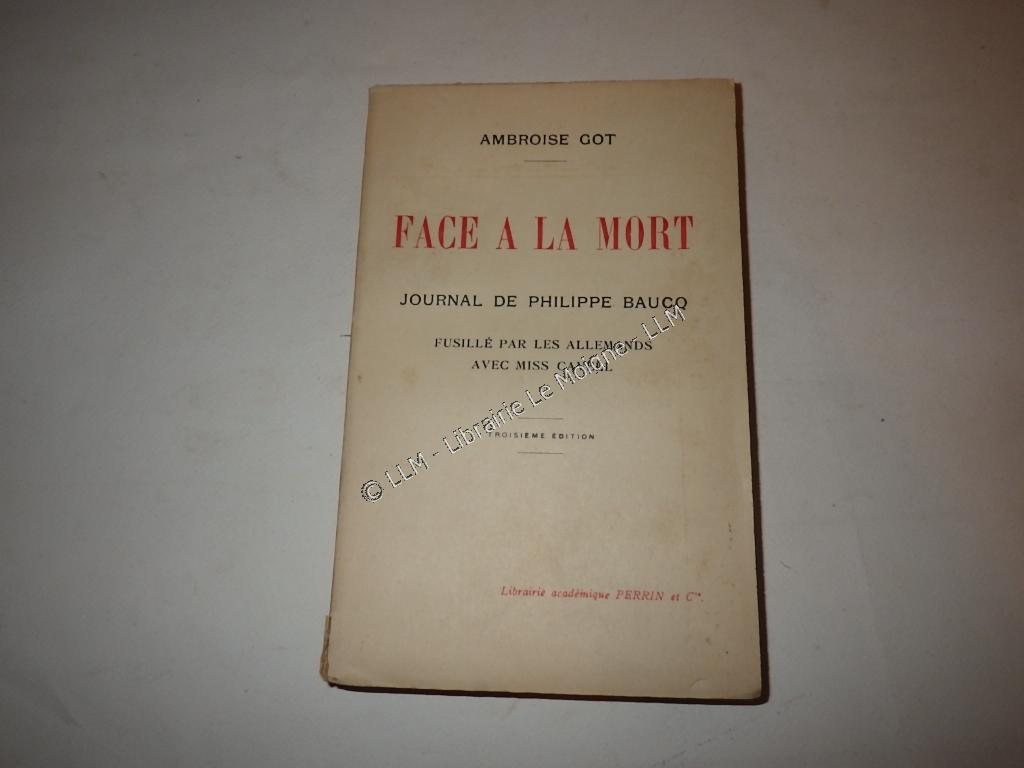 AMBROISE GOT
FACE A LA MORT
JOURNAL DE PHILIPPE BAUCQ
FUSILLÉ PAR LES ALLEMANDS
AVEC MISS CAVELL
TROISIÈME ÉDITION
© LLM - Librairie Le Moigne - LLM
Librairie académique PERRIN et Cie.